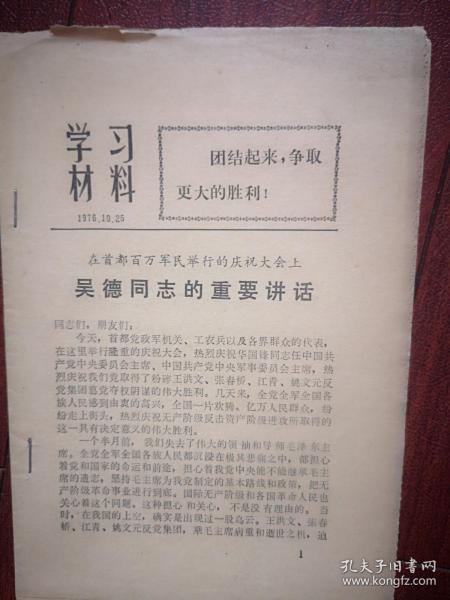 学习
材料
1976.10.25
团结起来，争取
更大的胜利！
在首都百万军民举行的庆祝大会上
吴德同志的重要讲话
同志们，朋友们：
今天，首都党政军机关、工农兵以及各界群众的代表，
在这里举行隆重的庆祝大会，热烈庆祝华国锋同志任中国共
产党中央委员会主席、中国共产党中央军事委员会主席，热
烈庆祝我们党取得了粉碎王洪文、张春桥、江青、姚文元反
党集团篡党夺权阴谋的伟大胜利。几天来，全党全军全国各
族人民感到由衷的高兴，全国一片欢腾。亿万人民群众，纷
纷走上街头，热烈庆祝无产阶级反击资产阶级进攻所取得的
这一具有决定意义的伟大胜利。
一个半月前，我们失去了伟大的领袖和导师毛泽东主
席，全党全军全国各族人民都沉浸在极其悲痛之中，都担心
着党和国家的命运和前途，担心着我党中央能不能继承毛主
席的遗志，坚持毛主席为我党制定的基本路线和政策，把无
产阶级革命事业进行到底。国际无产阶级和各国革命人民也
关心着这个问题。这种担心和关心，不是没有理由的。当
时，在我国的上空，确实是出现过一股乌云。王洪文、张春
桥、江青、姚文元反党集团，乘毛主席病重和逝世之机，迫
1
孔夫子旧书网
https://book.kongfz.com